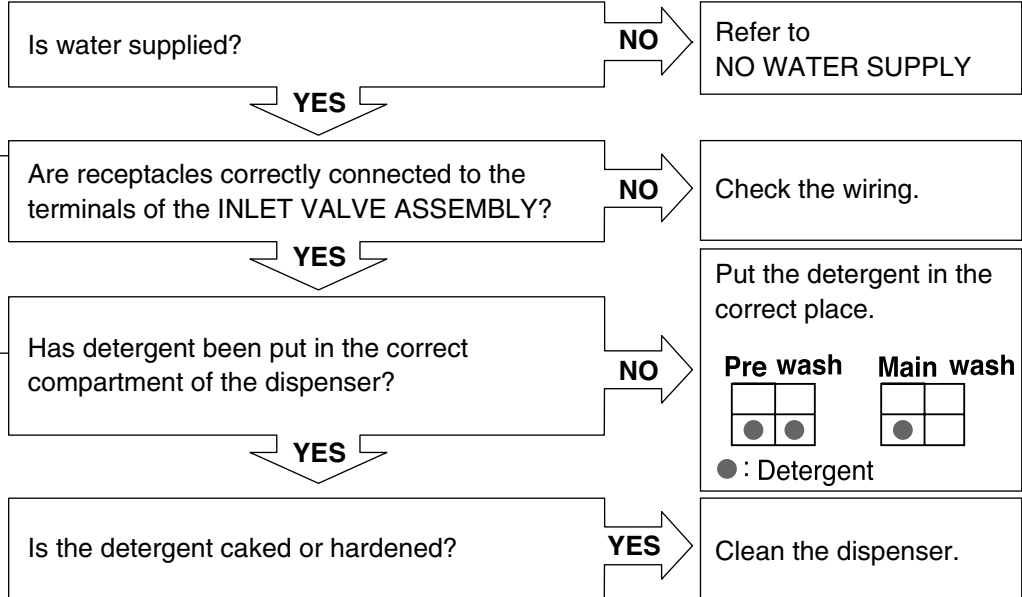 Is water supplied?
NO
Refer to
NO WATER SUPPLY
YES
Are receptacles correctly connected to the
terminals of the INLET VALVE ASSEMBLY?
NO
Check the wiring.
YES
Has detergent been put in the correct
compartment of the dispenser?
NO
Put the detergent in the
correct place.
Pre wash Main wash
: Detergent
YES
Is the detergent caked or hardened?
YES
Clean the dispenser.